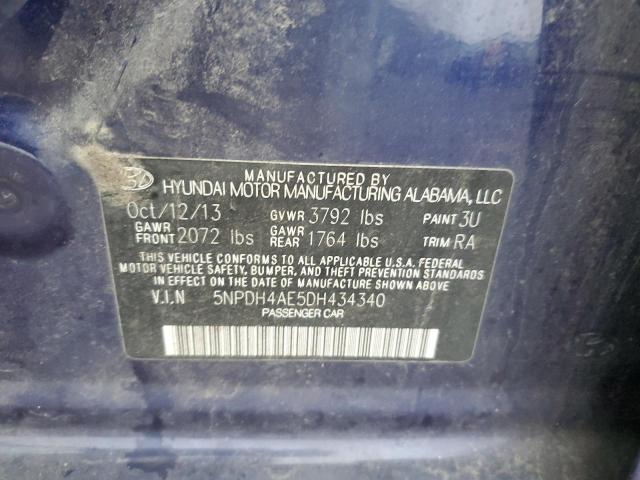 MANUFACTURED BY
HYUNDAI MOTOR MANUFACTURING ALABAMA, LLC
Oct/12/13 GVWR 3792 lbs PAINT 3U
GAWR FRONT 2072 lbs GAWR REAR 1764 lbs TRIM RA
THIS VEHICLE CONFORMS TO ALL APPLICABLE U.S.A. FEDERAL
MOTOR VEHICLE SAFETY, BUMPER, AND THEFT PREVENTION STANDARDS
IN EFFECT ON THE DATE OF MANUFACTURE SHOWN ABOVE
V.I.N 5NPDH4AE5DH434340
PASSENGER CAR